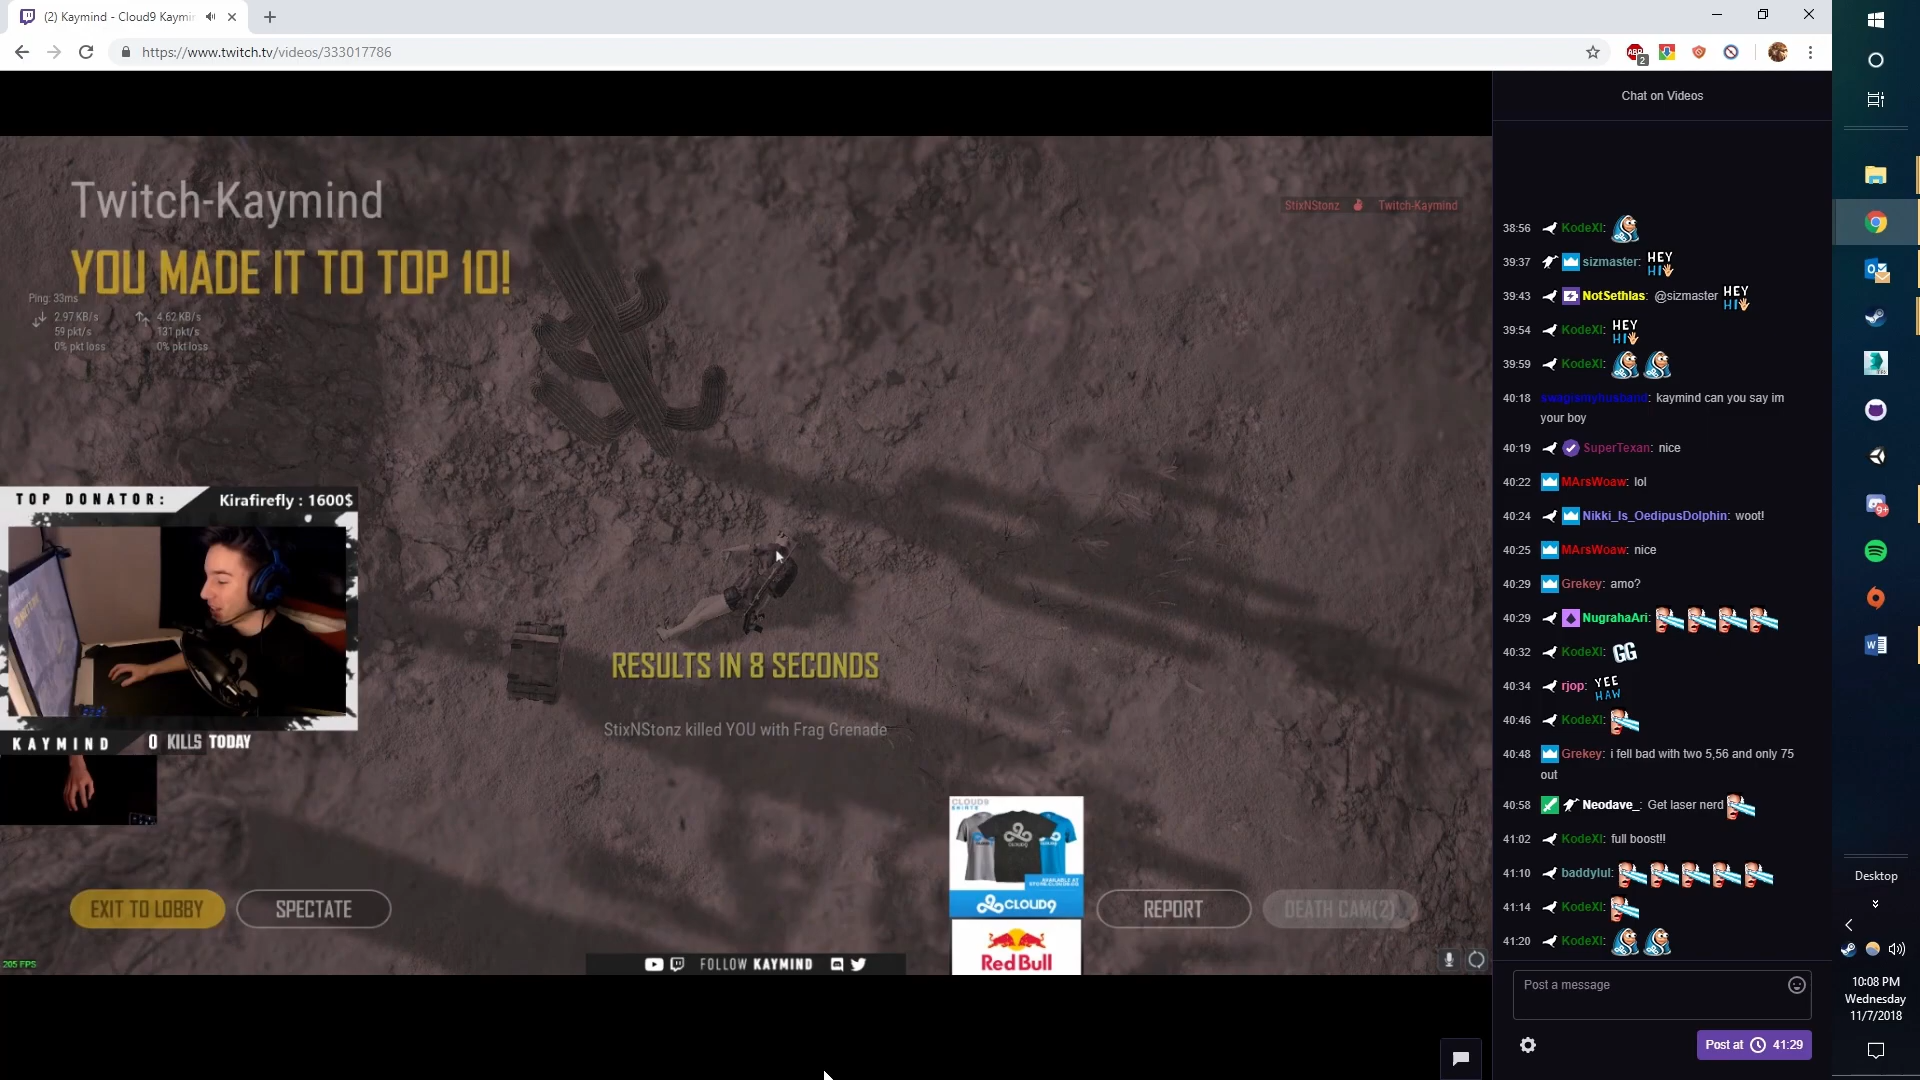 (2) Kaymind - Cloud9 Kaymi
https://www.twitch.tv/videos/333017786
ABP
2
Twitch-Kaymind
YOU MADE IT TO TOP 10!
Ping: 33ms
2.97 KB/s
59 pkt/s
0% pkt loss
4.62 KB/s
131 pkt/s
0% pkt loss
StixNStonz Twitch-Kaymind
TOP DONATOR: Kirafirefly : 1600$
KAYMIND 0 KILLS TODAY
RESULTS IN 8 SECONDS
StixNStonz killed YOU with Frag Grenade
CLOUD9
SHIRTS
CLOUD9
Red Bull
EXIT TO LOBBY
SPECTATE
REPORT
DEATH CAM(2)
205 FPS
FOLLOW KAYMIND
Chat on Videos
38:56 KodeXI:
39:37 sizmaster: HEY HI
39:43 NotSethlas: @sizmaster HEY HI
39:54 KodeXI: HEY HI
39:59 KodeXI:
40:18 swagismyhusband: kaymind can you say im
your boy
40:19 SuperTexan: nice
40:22 MArsWoaw: lol
40:24 Nikki_Is_OedipusDolphin: woot!
40:25 MArsWoaw: nice
40:29 Grekey: amo?
40:29 NugrahaAri:
40:32 KodeXI: GG
40:34 rjop: YEE HAW
40:46 KodeXI:
40:48 Grekey: i fell bad with two 5,56 and only 75
out
40:58 Neodave_: Get laser nerd
41:02 KodeXI: full boost!!
41:10 baddylul:
41:14 KodeXI:
41:20 KodeXI:
Post a message
Post at 41:29
9+
Desktop
10:08 PM
Wednesday
11/7/2018